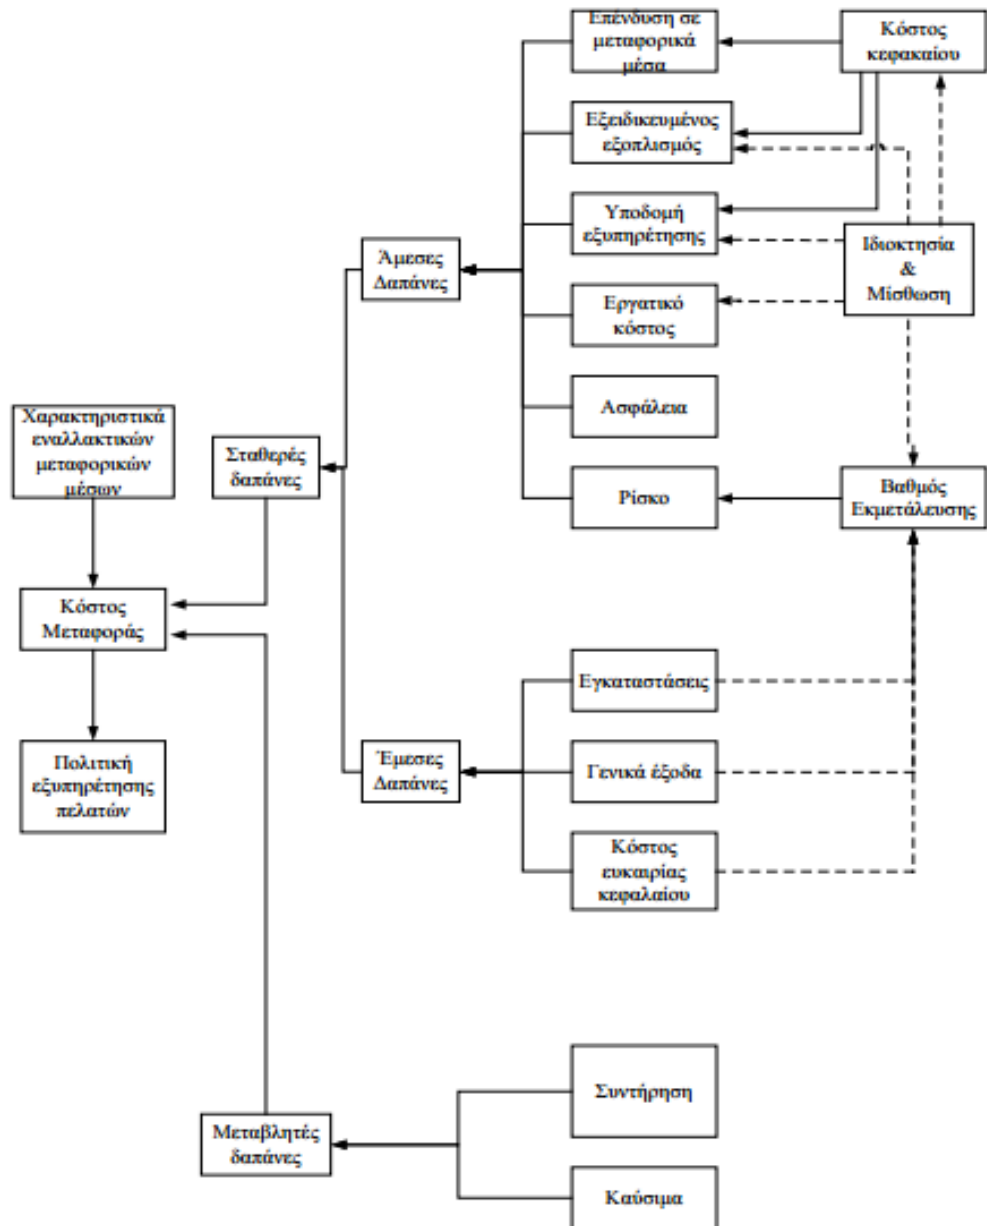 Επένδυση σε
μεταφορικά
μέσα
Κόστος
κεφακαίου
Εξειδικευμένος
εξοπλισμός
Υποδομή
εξυπηρέτησης
Ιδιοκτησία
&
Μίσθωση
Άμεσες
Δαπάνες
Εργατικό
κόστος
Ασφάλεια
Χαρακτηριστικά
εναλλακτικών
μεταφορικών
μέσων
Σταθερές
δαπάνες
Ρίσκο
Βαθμός
Εκμετάλευσης
Κόστος
Μεταφοράς
Εγκαταστάσεις
Πολιτική
εξυπηρέτησης
πελατών
Έμεσες
Δαπάνες
Γενικά έξοδα
Κόστος
ευκαιρίας
κεφαλαίου
Συντήρηση
Μεταβλητές
δαπάνες
Καύσιμα